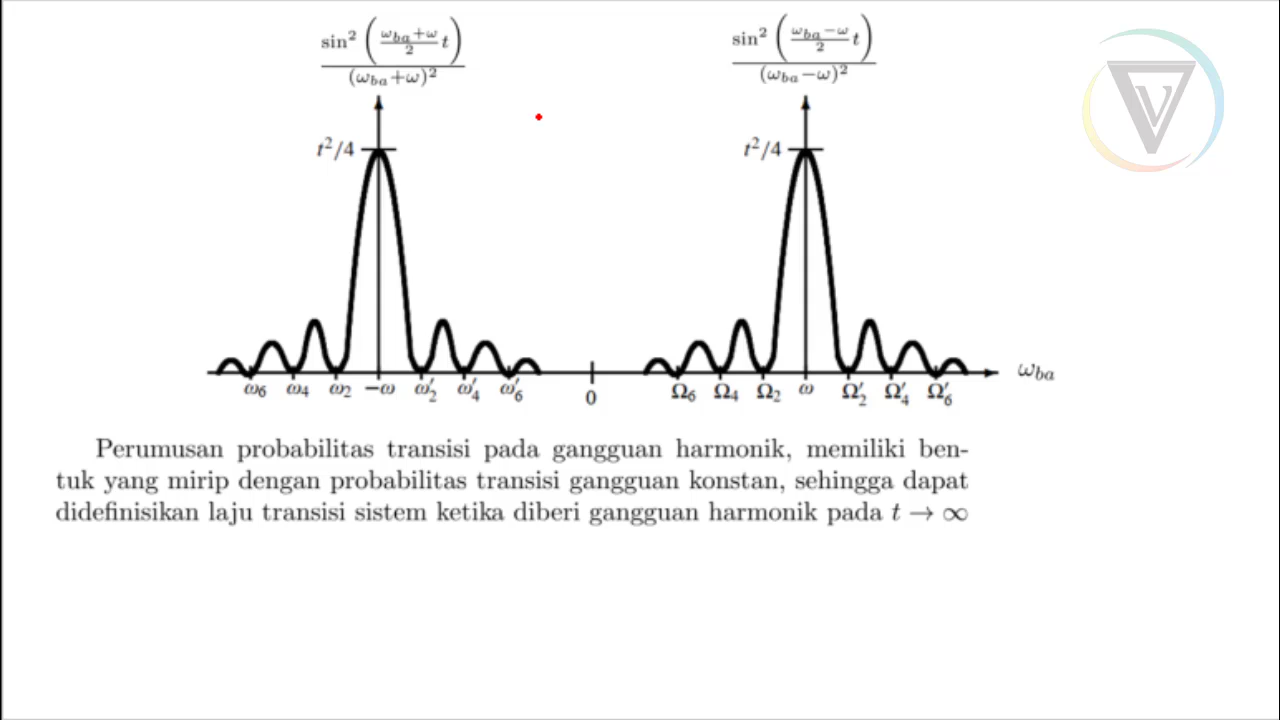 sin² (ω_ba+ω / 2 t) / (ω_ba+ω)²
sin² (ω_ba−ω / 2 t) / (ω_ba−ω)²
t²/4
t²/4
ω₆ ω₄ ω₂ −ω ω′₂ ω′₄ ω′₆ 0 Ω₆ Ω₄ Ω₂ ω Ω′₂ Ω′₄ Ω′₆ ω_ba
Perumusan probabilitas transisi pada gangguan harmonik, memiliki ben-
tuk yang mirip dengan probabilitas transisi gangguan konstan, sehingga dapat
didefinisikan laju transisi sistem ketika diberi gangguan harmonik pada t → ∞